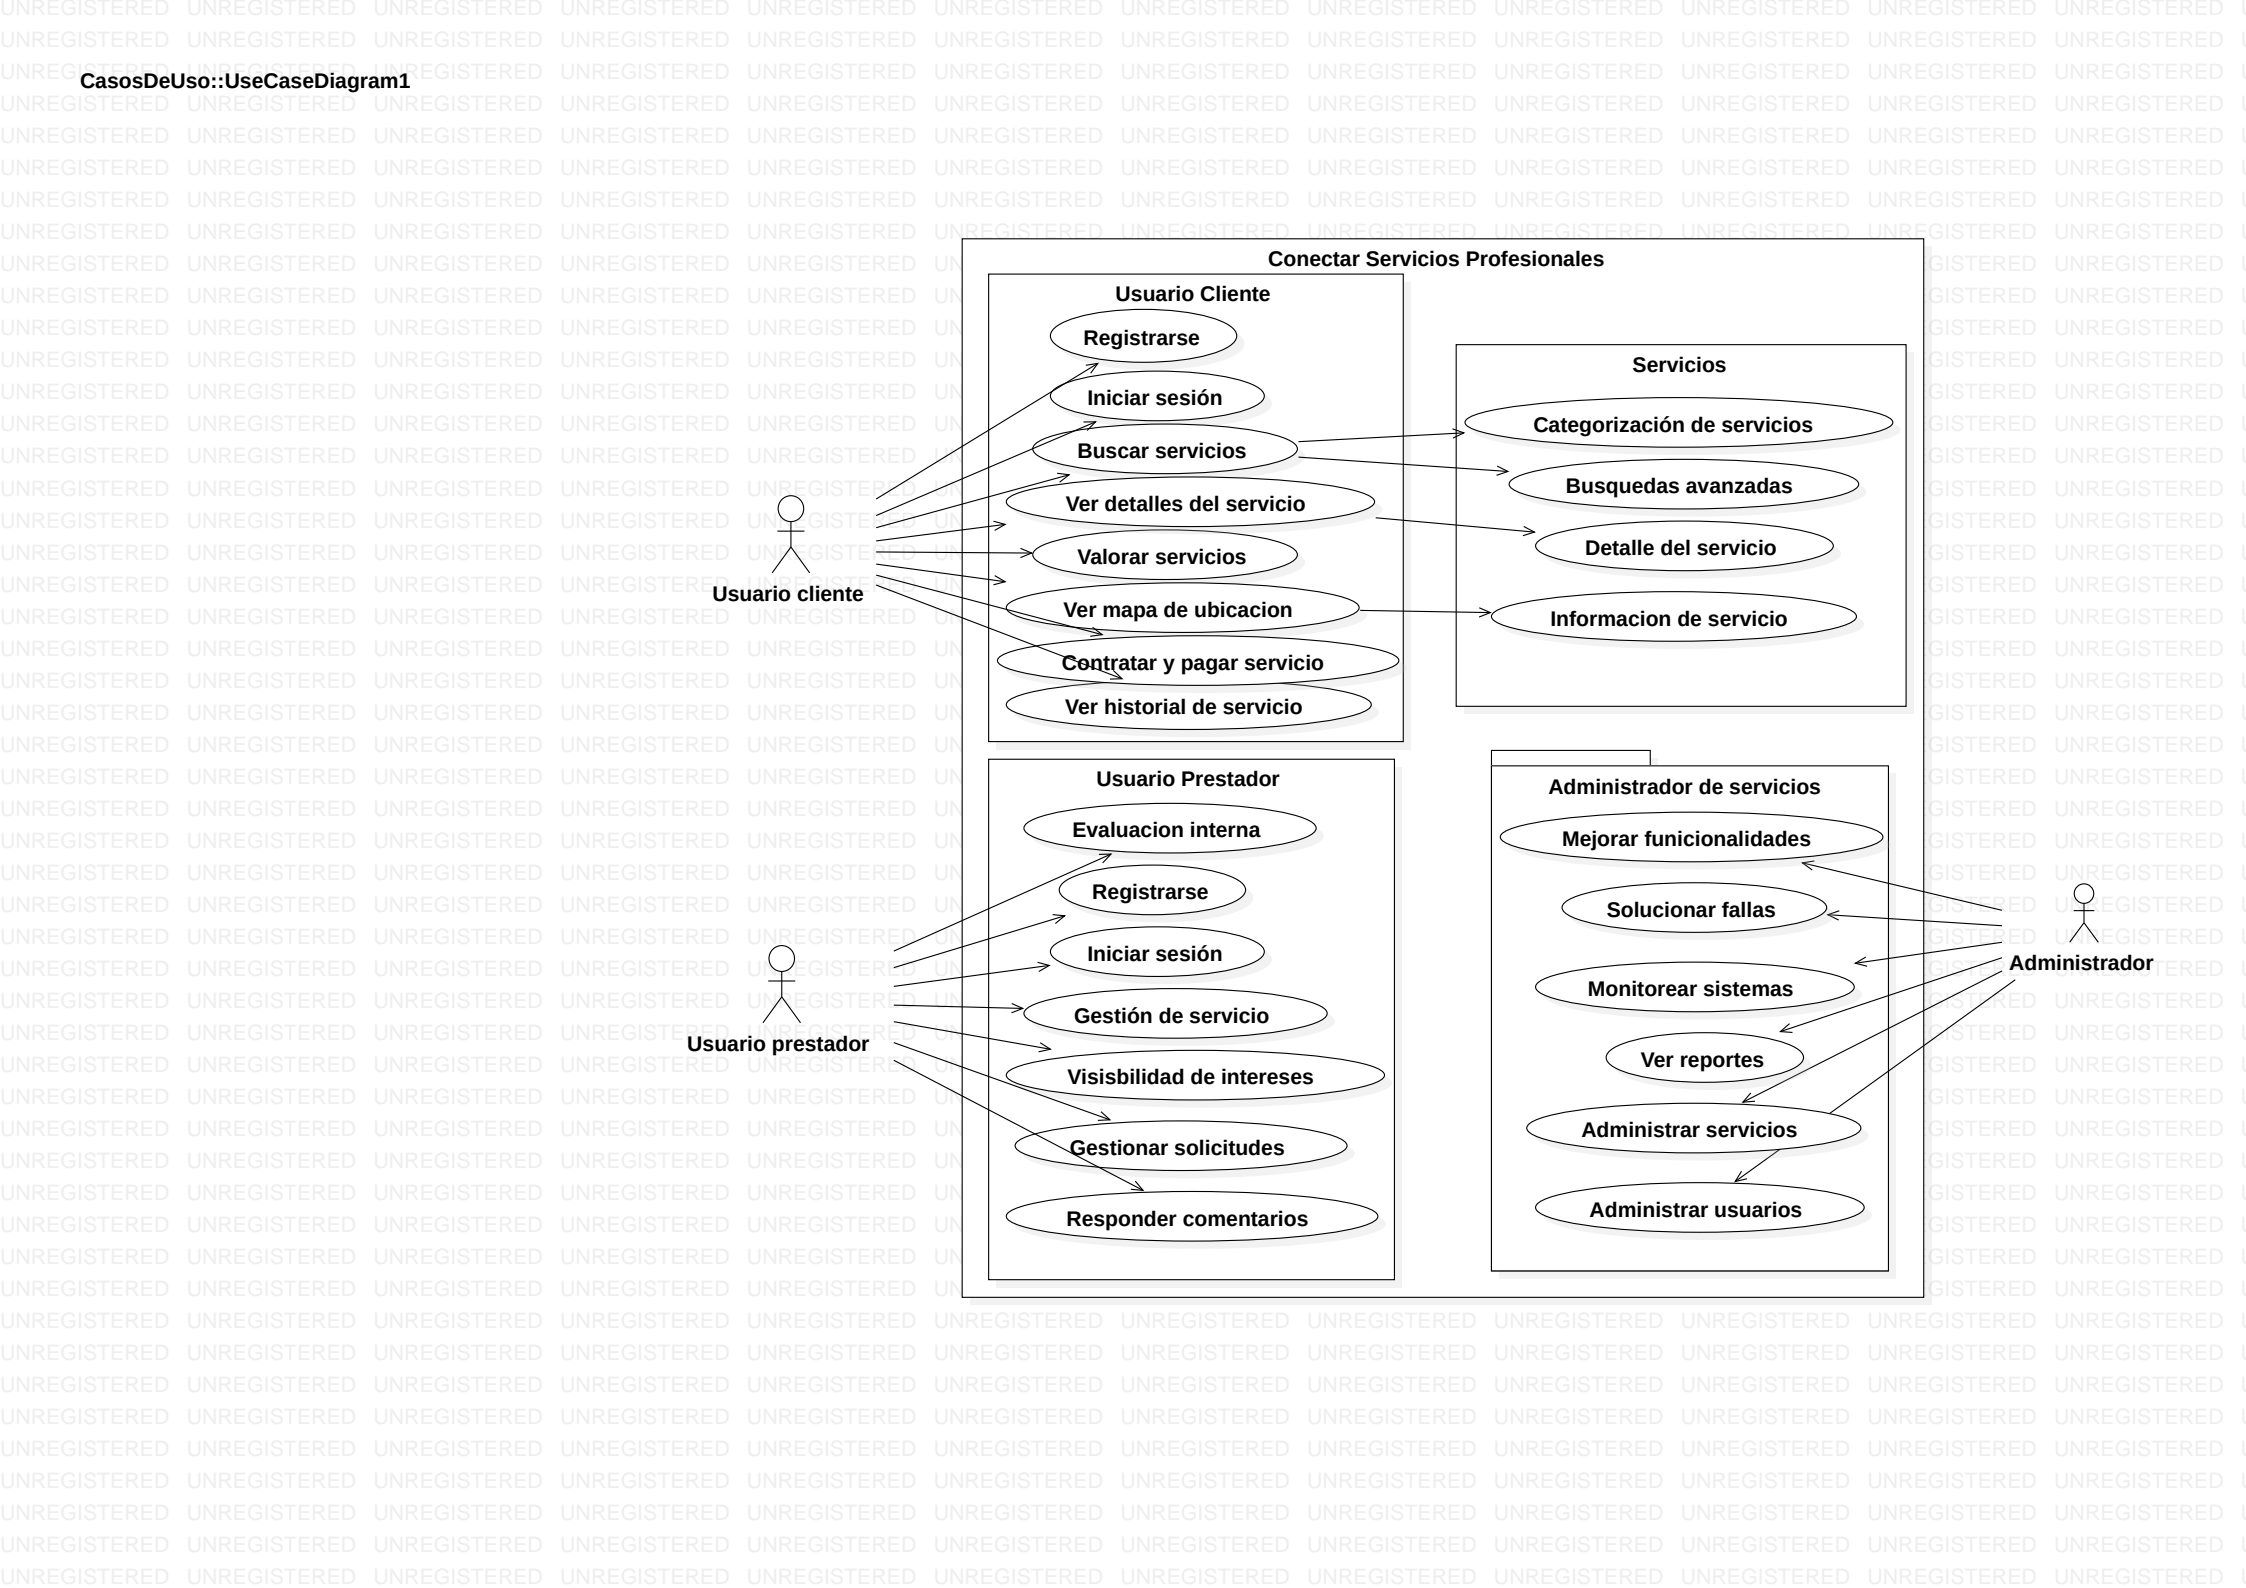 CasosDeUso::UseCaseDiagram1
Conectar Servicios Profesionales
Usuario Cliente
Registrarse
Iniciar sesión
Buscar servicios
Ver detalles del servicio
Valorar servicios
Ver mapa de ubicacion
Contratar y pagar servicio
Ver historial de servicio
Servicios
Categorización de servicios
Busquedas avanzadas
Detalle del servicio
Informacion de servicio
Usuario cliente
Usuario Prestador
Evaluacion interna
Registrarse
Iniciar sesión
Gestión de servicio
Visisbilidad de intereses
Gestionar solicitudes
Responder comentarios
Usuario prestador
Administrador de servicios
Mejorar funicionalidades
Solucionar fallas
Monitorear sistemas
Ver reportes
Administrar servicios
Administrar usuarios
Administrador
UNREGISTERED